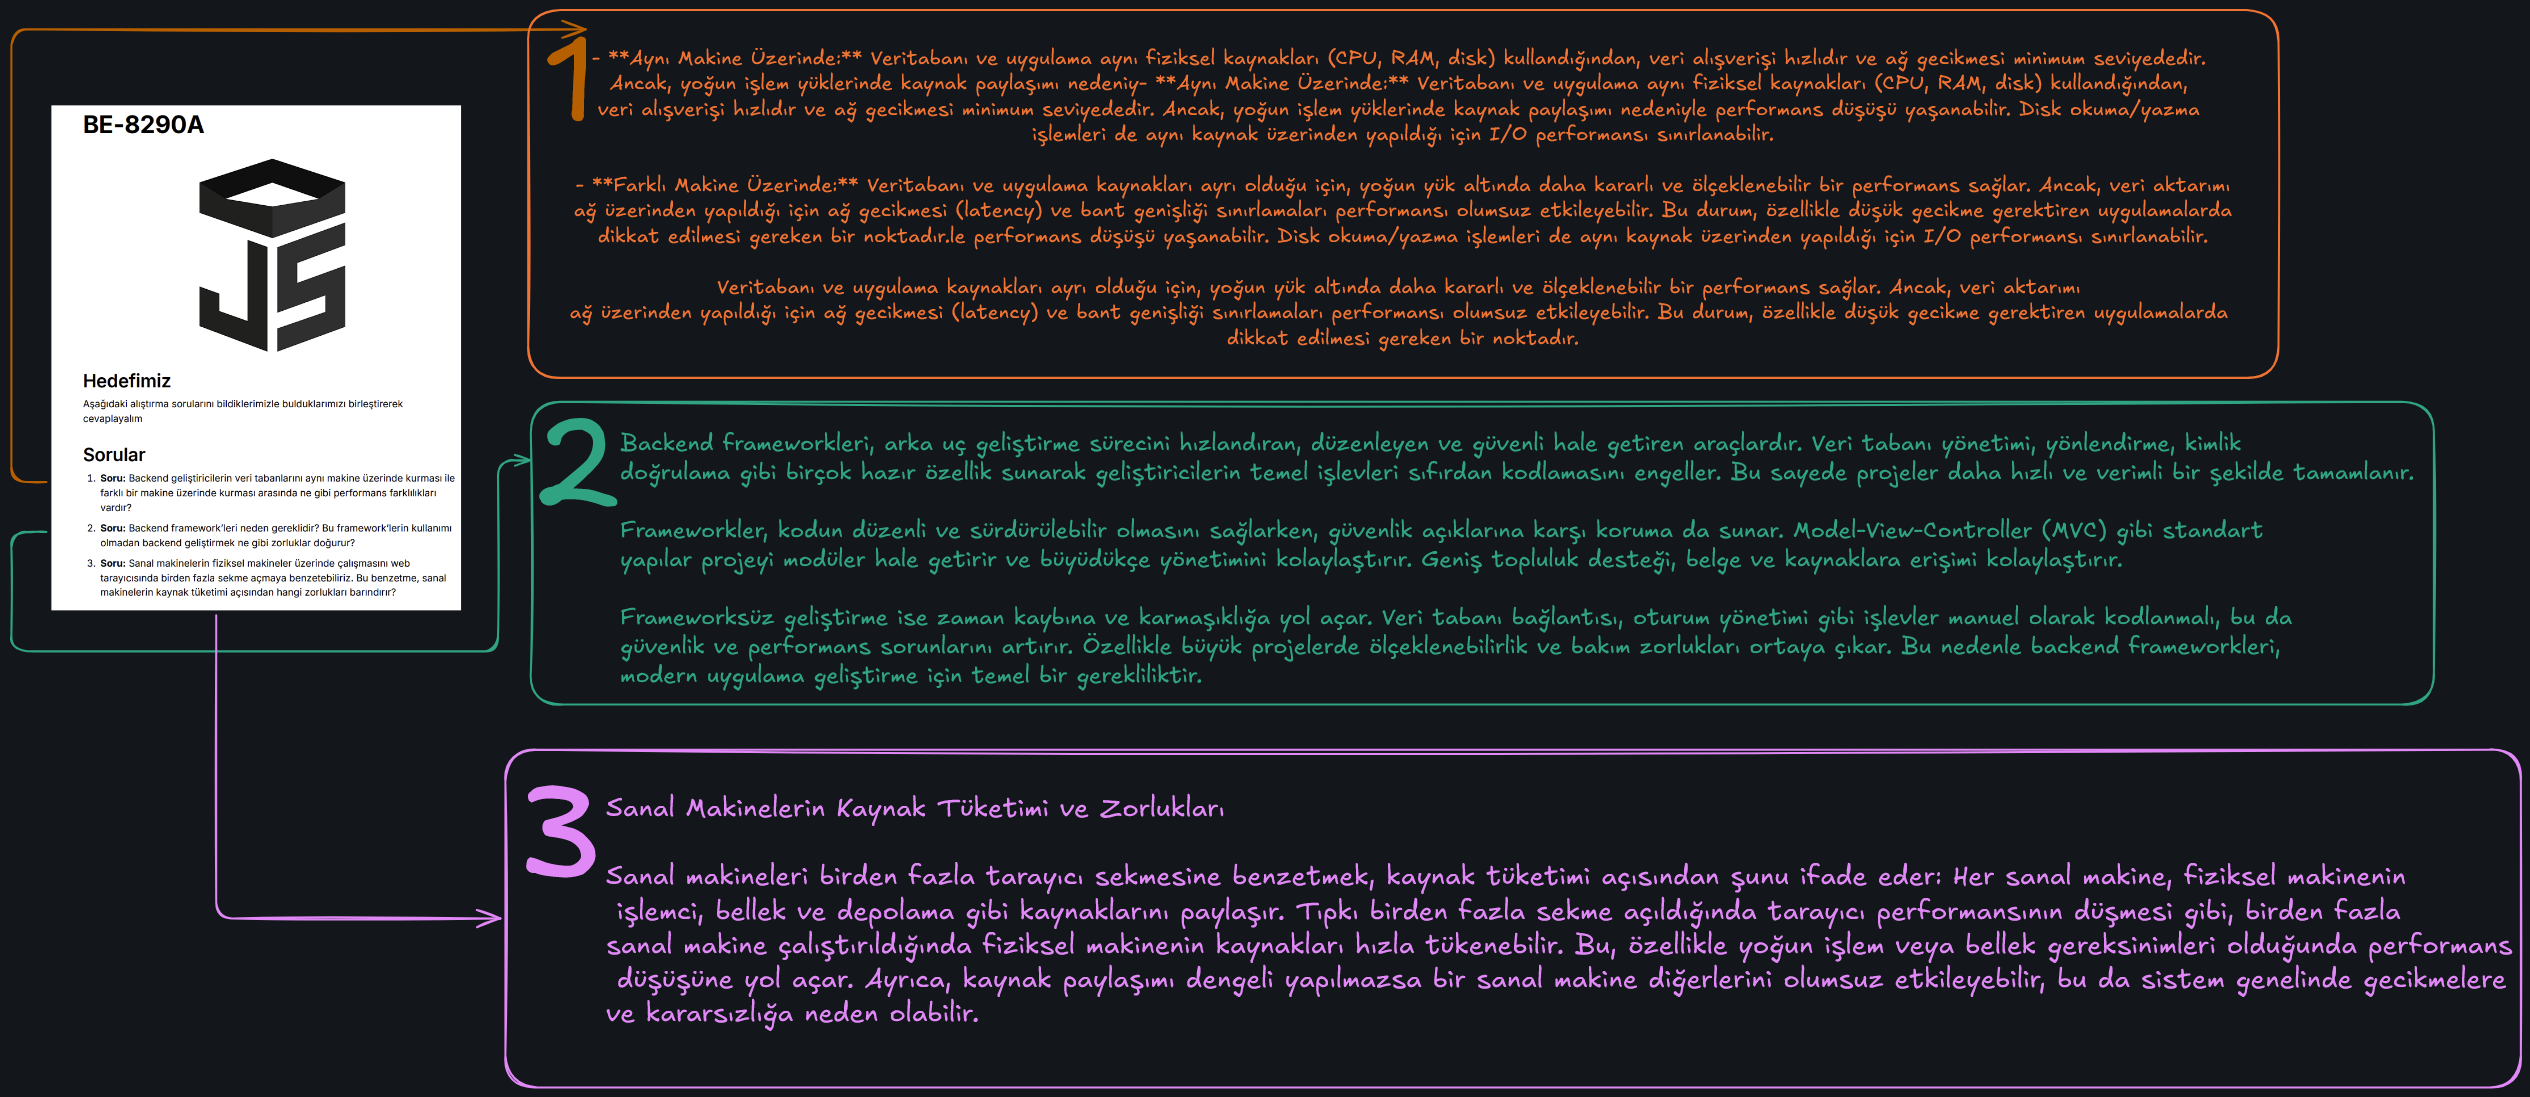 BE-8290A
JS
Hedefimiz
Aşağıdaki alıştırma sorularını bildiklerimizle bulduklarımızı birleştirerek
cevaplayalım
Sorular
1. Soru: Backend geliştiricilerin veri tabanlarını aynı makine üzerinde kurması ile
farklı bir makine üzerinde kurması arasında ne gibi performans farklılıkları
vardır?
2. Soru: Backend framework'leri neden gereklidir? Bu framework'lerin kullanımı
olmadan backend geliştirmek ne gibi zorluklar doğurur?
3. Soru: Sanal makinelerin fiziksel makineler üzerinde çalışmasını web
tarayıcısında birden fazla sekme açmaya benzetebiliriz. Bu benzetme, sanal
makinelerin kaynak tüketimi açısından hangi zorlukları barındırır?
1
- **Aynı Makine Üzerinde:** Veritabanı ve uygulama aynı fiziksel kaynakları (CPU, RAM, disk) kullandığından, veri alışverişi hızlıdır ve ağ gecikmesi minimum seviyededir.
Ancak, yoğun işlem yüklerinde kaynak paylaşımı nedeniy- **Aynı Makine Üzerinde:** Veritabanı ve uygulama aynı fiziksel kaynakları (CPU, RAM, disk) kullandığından,
veri alışverişi hızlıdır ve ağ gecikmesi minimum seviyededir. Ancak, yoğun işlem yüklerinde kaynak paylaşımı nedeniyle performans düşüşü yaşanabilir. Disk okuma/yazma
işlemleri de aynı kaynak üzerinden yapıldığı için I/O performansı sınırlanabilir.
- **Farklı Makine Üzerinde:** Veritabanı ve uygulama kaynakları ayrı olduğu için, yoğun yük altında daha kararlı ve ölçeklenebilir bir performans sağlar. Ancak, veri aktarımı
ağ üzerinden yapıldığı için ağ gecikmesi (latency) ve bant genişliği sınırlamaları performansı olumsuz etkileyebilir. Bu durum, özellikle düşük gecikme gerektiren uygulamalarda
dikkat edilmesi gereken bir noktadır.le performans düşüşü yaşanabilir. Disk okuma/yazma işlemleri de aynı kaynak üzerinden yapıldığı için I/O performansı sınırlanabilir.
Veritabanı ve uygulama kaynakları ayrı olduğu için, yoğun yük altında daha kararlı ve ölçeklenebilir bir performans sağlar. Ancak, veri aktarımı
ağ üzerinden yapıldığı için ağ gecikmesi (latency) ve bant genişliği sınırlamaları performansı olumsuz etkileyebilir. Bu durum, özellikle düşük gecikme gerektiren uygulamalarda
dikkat edilmesi gereken bir noktadır.
2
Backend frameworkleri, arka uç geliştirme sürecini hızlandıran, düzenleyen ve güvenli hale getiren araçlardır. Veri tabanı yönetimi, yönlendirme, kimlik
doğrulama gibi birçok hazır özellik sunarak geliştiricilerin temel işlevleri sıfırdan kodlamasını engeller. Bu sayede projeler daha hızlı ve verimli bir şekilde tamamlanır.
Frameworkler, kodun düzenli ve sürdürülebilir olmasını sağlarken, güvenlik açıklarına karşı koruma da sunar. Model-View-Controller (MVC) gibi standart
yapılar projeyi modüler hale getirir ve büyüdükçe yönetimini kolaylaştırır. Geniş topluluk desteği, belge ve kaynaklara erişimi kolaylaştırır.
Frameworksüz geliştirme ise zaman kaybına ve karmaşıklığa yol açar. Veri tabanı bağlantısı, oturum yönetimi gibi işlevler manuel olarak kodlanmalı, bu da
güvenlik ve performans sorunlarını artırır. Özellikle büyük projelerde ölçeklenebilirlik ve bakım zorlukları ortaya çıkar. Bu nedenle backend frameworkleri,
modern uygulama geliştirme için temel bir gerekliliktir.
3
Sanal Makinelerin Kaynak Tüketimi ve Zorlukları
Sanal makineleri birden fazla tarayıcı sekmesine benzetmek, kaynak tüketimi açısından şunu ifade eder: Her sanal makine, fiziksel makinenin
işlemci, bellek ve depolama gibi kaynaklarını paylaşır. Tıpkı birden fazla sekme açıldığında tarayıcı performansının düşmesi gibi, birden fazla
sanal makine çalıştırıldığında fiziksel makinenin kaynakları hızla tükenebilir. Bu, özellikle yoğun işlem veya bellek gereksinimleri olduğunda performans
düşüşüne yol açar. Ayrıca, kaynak paylaşımı dengeli yapılmazsa bir sanal makine diğerlerini olumsuz etkileyebilir, bu da sistem genelinde gecikmelere
ve kararsızlığa neden olabilir.